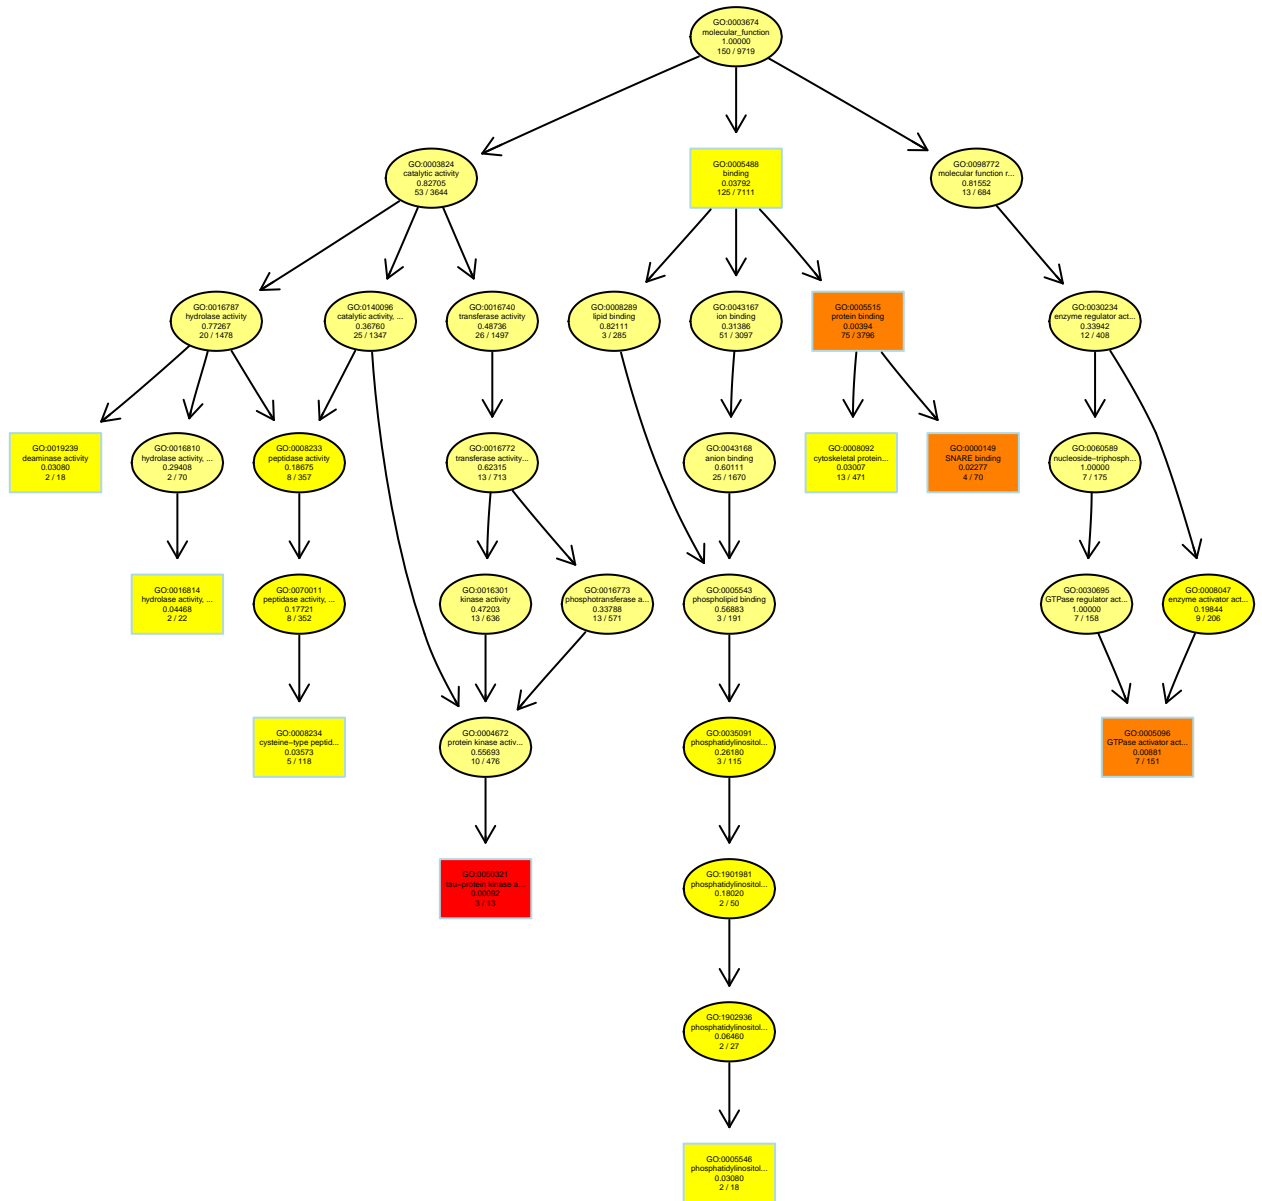 GO:0003674
molecular_function
1.00000
150 / 9719
GO:0003824
catalytic activity
0.82705
53 / 3644
GO:0005488
binding
0.03792
125 / 7111
GO:0098772
molecular function r...
0.81552
13 / 684
GO:0016787
hydrolase activity
0.77267
20 / 1478
GO:0140096
catalytic activity, ...
0.36760
25 / 1347
GO:0016740
transferase activity
0.48736
26 / 1497
GO:0008289
lipid binding
0.82111
3 / 285
GO:0043167
ion binding
0.31386
51 / 3097
GO:0005515
protein binding
0.00394
75 / 3796
GO:0030234
enzyme regulator act...
0.33942
12 / 408
GO:0019239
deaminase activity
0.03080
2 / 18
GO:0016810
hydrolase activity, ...
0.29408
2 / 70
GO:0008233
peptidase activity
0.18675
8 / 357
GO:0016772
transferase activity...
0.62315
13 / 713
GO:0043168
anion binding
0.60111
25 / 1670
GO:0008092
cytoskeletal protein...
0.03007
13 / 471
GO:0000149
SNARE binding
0.02277
4 / 70
GO:0060589
nucleoside−triphosph...
1.00000
7 / 175
GO:0016814
hydrolase activity, ...
0.04468
2 / 22
GO:0070011
peptidase activity, ...
0.17721
8 / 352
GO:0016301
kinase activity
0.47203
13 / 636
GO:0016773
phosphotransferase a...
0.33788
13 / 571
GO:0005543
phospholipid binding
0.56883
3 / 191
GO:0030695
GTPase regulator act...
1.00000
7 / 158
GO:0008047
enzyme activator act...
0.19844
9 / 206
GO:0008234
cysteine−type peptid...
0.03573
5 / 118
GO:0004672
protein kinase activ...
0.55693
10 / 476
GO:0035091
phosphatidylinositol...
0.26180
3 / 115
GO:0005096
GTPase activator act...
0.00881
7 / 151
GO:0050321
tau−protein kinase a...
0.00092
3 / 13
GO:1901981
phosphatidylinositol...
0.18020
2 / 50
GO:1902936
phosphatidylinositol...
0.06460
2 / 27
GO:0005546
phosphatidylinositol...
0.03080
2 / 18